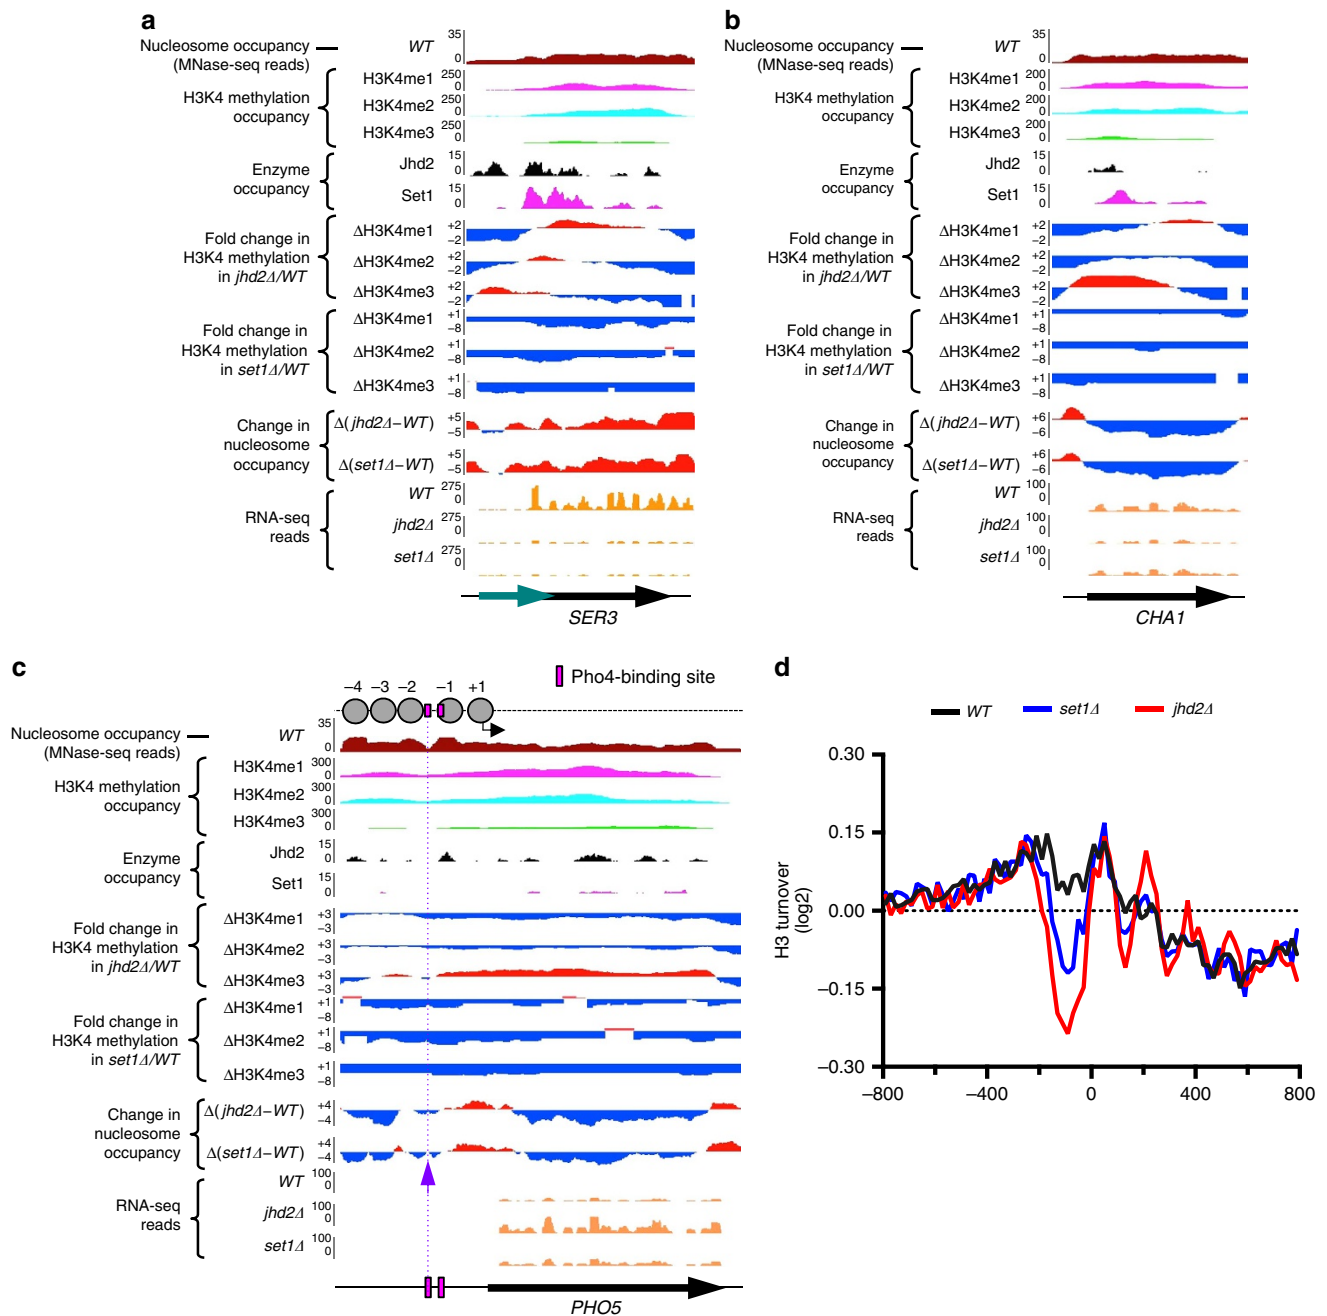 a
Nucleosome occupancy
(MNase-seq reads)
WT
35
0
H3K4 methylation
occupancy
H3K4me1
250
0
H3K4me2
250
0
H3K4me3
250
0
Enzyme
occupancy
Jhd2
15
0
Set1
15
0
Fold change in
H3K4 methylation
in jhd2Δ/WT
ΔH3K4me1
+2
−2
ΔH3K4me2
+2
−2
ΔH3K4me3
+2
−2
Fold change in
H3K4 methylation
in set1Δ/WT
ΔH3K4me1
+1
−8
ΔH3K4me2
+1
−8
ΔH3K4me3
+1
−8
Change in
nucleosome
occupancy
Δ(jhd2Δ−WT)
+5
−5
Δ(set1Δ−WT)
+5
−5
RNA-seq
reads
WT
275
0
jhd2Δ
275
0
set1Δ
275
0
SER3
b
Nucleosome occupancy
(MNase-seq reads)
WT
35
0
H3K4 methylation
occupancy
H3K4me1
200
0
H3K4me2
200
0
H3K4me3
200
0
Enzyme
occupancy
Jhd2
15
0
Set1
15
0
Fold change in
H3K4 methylation
in jhd2Δ/WT
ΔH3K4me1
+2
−2
ΔH3K4me2
+2
−2
ΔH3K4me3
+2
−2
Fold change in
H3K4 methylation
in set1Δ/WT
ΔH3K4me1
+1
−8
ΔH3K4me2
+1
−8
ΔH3K4me3
+1
−8
Change in
nucleosome
occupancy
Δ(jhd2Δ−WT)
+6
−6
Δ(set1Δ−WT)
+6
−6
RNA-seq
reads
WT
100
0
jhd2Δ
100
0
set1Δ
100
0
CHA1
c
Pho4-binding site
−4 −3 −2 −1 +1
Nucleosome occupancy
(MNase-seq reads)
WT
35
0
H3K4 methylation
occupancy
H3K4me1
300
0
H3K4me2
300
0
H3K4me3
300
0
Enzyme
occupancy
Jhd2
15
0
Set1
15
0
Fold change in
H3K4 methylation
in jhd2Δ/WT
ΔH3K4me1
+3
−3
ΔH3K4me2
+3
−3
ΔH3K4me3
+3
−3
Fold change in
H3K4 methylation
in set1Δ/WT
ΔH3K4me1
+1
−8
ΔH3K4me2
+1
−8
ΔH3K4me3
+1
−8
Change in
nucleosome
occupancy
Δ(jhd2Δ−WT)
+4
−4
Δ(set1Δ−WT)
+4
−4
RNA-seq
reads
WT
100
0
jhd2Δ
100
0
set1Δ
100
0
PHO5
d
WT set1Δ jhd2Δ
H3 turnover
(log2)
0.30
0.15
0.00
−0.15
−0.30
−800 −400 0 400 800